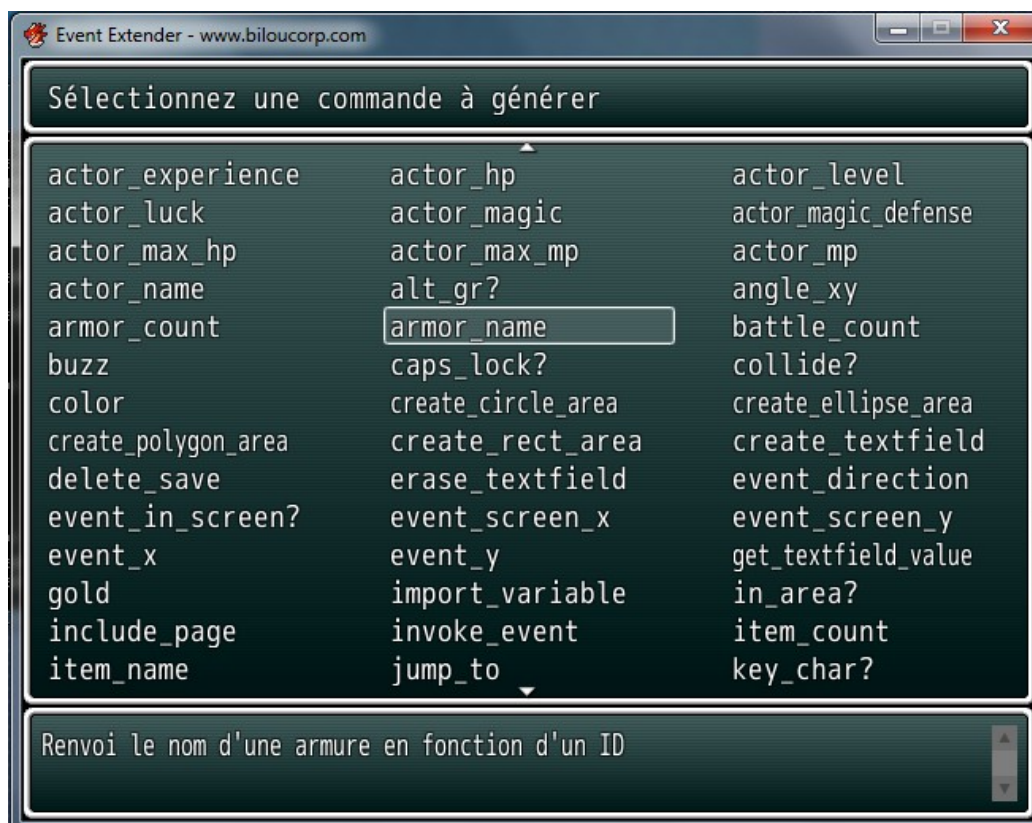 Event Extender - www.biloucorp.com
Sélectionnez une commande à générer
actor_experience actor_hp actor_level
actor_luck actor_magic actor_magic_defense
actor_max_hp actor_max_mp actor_mp
actor_name alt_gr? angle_xy
armor_count armor_name battle_count
buzz caps_lock? collide?
color create_circle_area create_ellipse_area
create_polygon_area create_rect_area create_textfield
delete_save erase_textfield event_direction
event_in_screen? event_screen_x event_screen_y
event_x event_y get_textfield_value
gold import_variable in_area?
include_page invoke_event item_count
item_name jump_to key_char?
Renvoi le nom d'une armure en fonction d'un ID